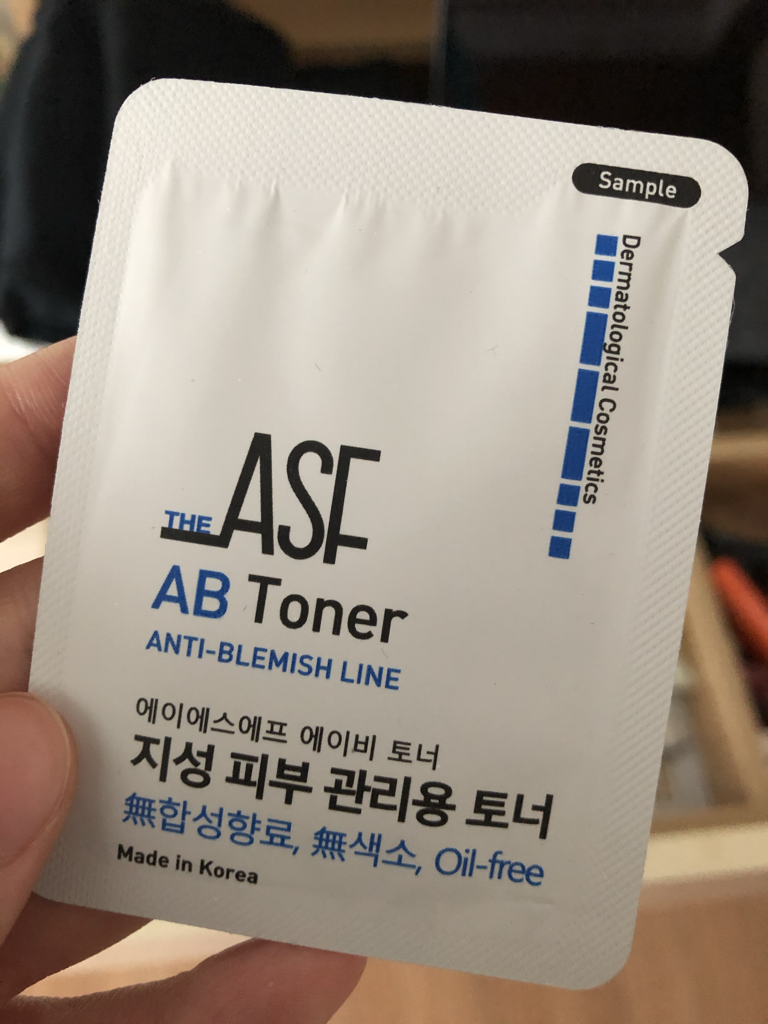 Sample
Dermatological Cosmetics
THE ASF
AB Toner
ANTI-BLEMISH LINE
에이에스에프 에이비 토너
지성 피부 관리용 토너
無합성향료, 無색소, Oil-free
Made in Korea